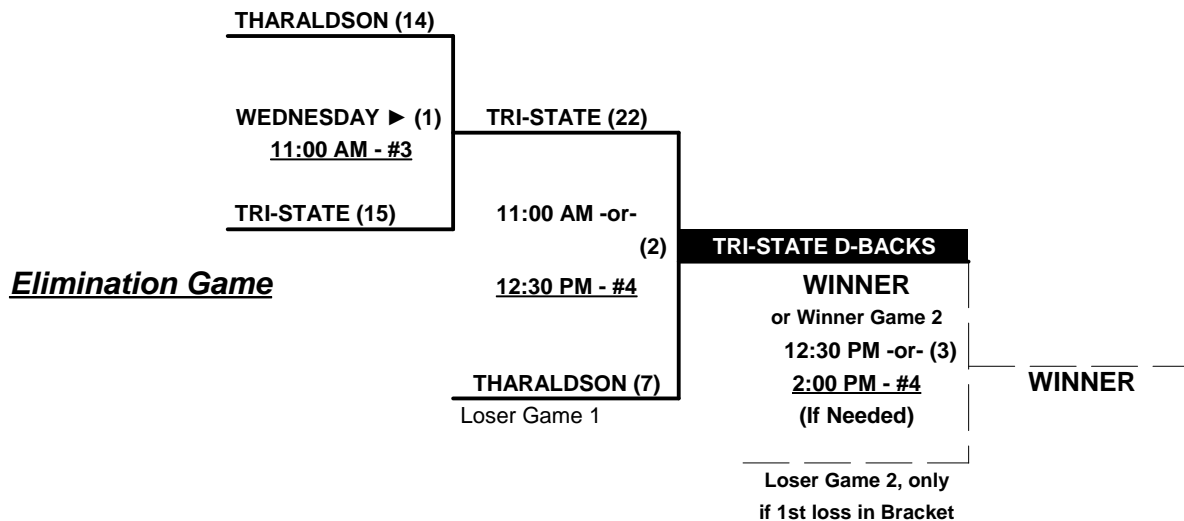 THARALDSON (14)
WEDNESDAY ► (1)
11:00 AM - #3
TRI-STATE (15)
TRI-STATE (22)
11:00 AM -or-
(2)
12:30 PM - #4
Elimination Game
THARALDSON (7)
Loser Game 1
TRI-STATE D-BACKS
WINNER
or Winner Game 2
12:30 PM -or- (3)
2:00 PM - #4
(If Needed)
WINNER
Loser Game 2, only
if 1st loss in Bracket